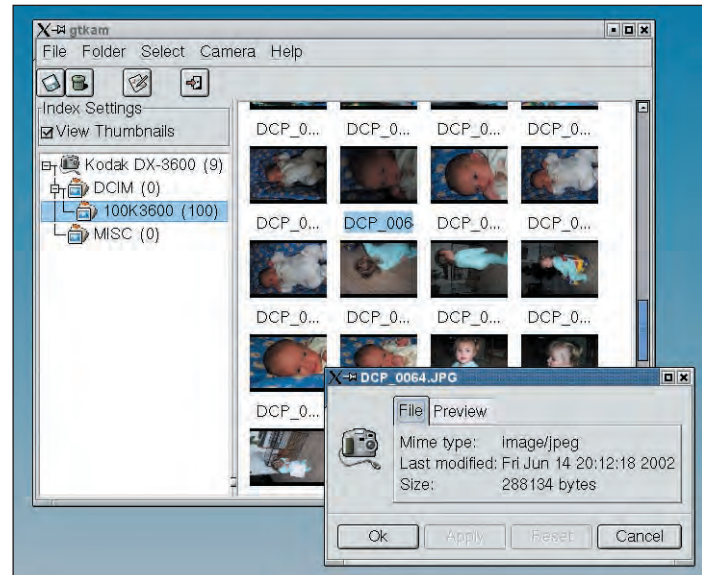 gtkam
File Folder Select Camera Help
Index Settings
View Thumbnails
Kodak DX-3600 (9)
DCIM (0)
100K3600 (100)
MISC (0)
DCP_0... DCP_0... DCP_0... DCP_0...
DCP_0... DCP_006 DCP_0... DCP_0...
DCP_0... DCP_0... DCP_0... DCP_0...
DCP_0...
DCP_0064.JPG
File Preview
Mime type: image/jpeg
Last modified: Fri Jun 14 20:12:18 2002
Size: 288134 bytes
Ok Apply Reset Cancel